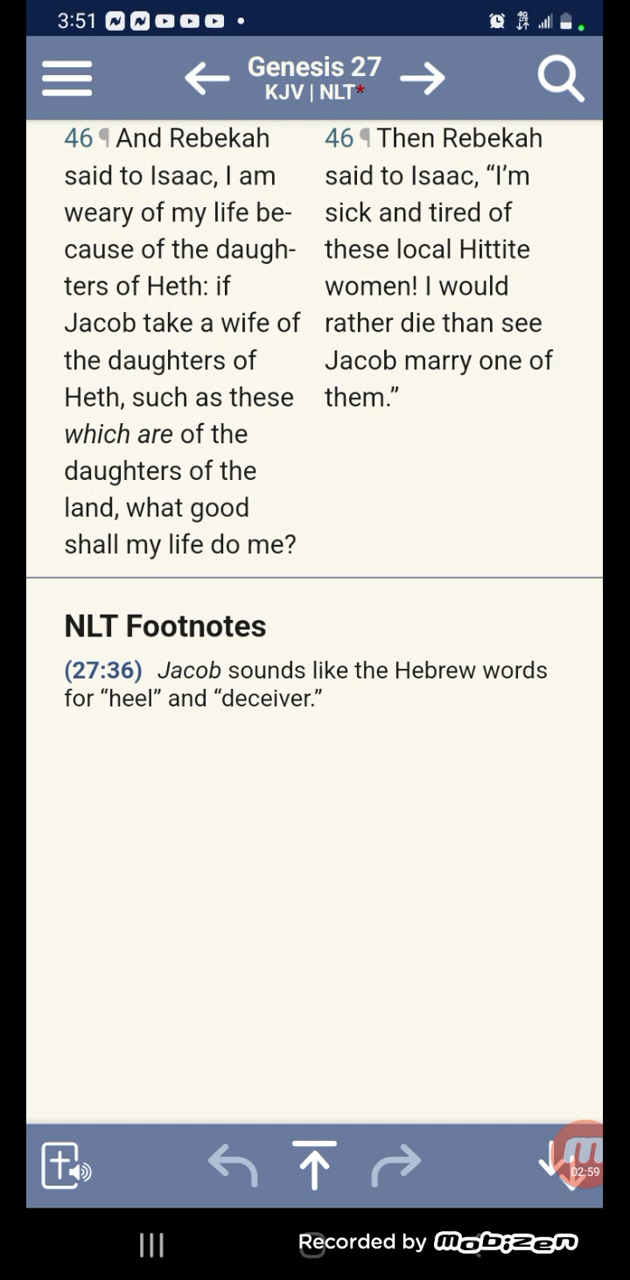 3:51
Genesis 27
KJV | NLT*
46 ¶ And Rebekah
said to Isaac, I am
weary of my life be-
cause of the daugh-
ters of Heth: if
Jacob take a wife of
the daughters of
Heth, such as these
which are of the
daughters of the
land, what good
shall my life do me?
46 ¶ Then Rebekah
said to Isaac, “I’m
sick and tired of
these local Hittite
women! I would
rather die than see
Jacob marry one of
them.”
NLT Footnotes
(27:36) Jacob sounds like the Hebrew words
for “heel” and “deceiver.”
02:59
Recorded by mobizen